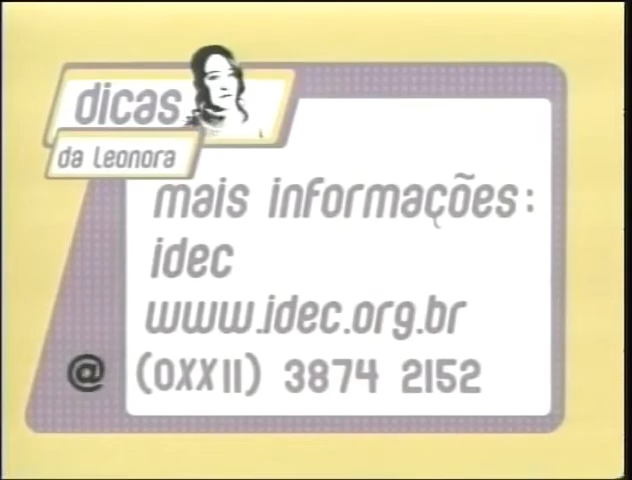 dicas
da Leonora
mais informações:
idec
www.idec.org.br
@ (0XX11) 3874 2152